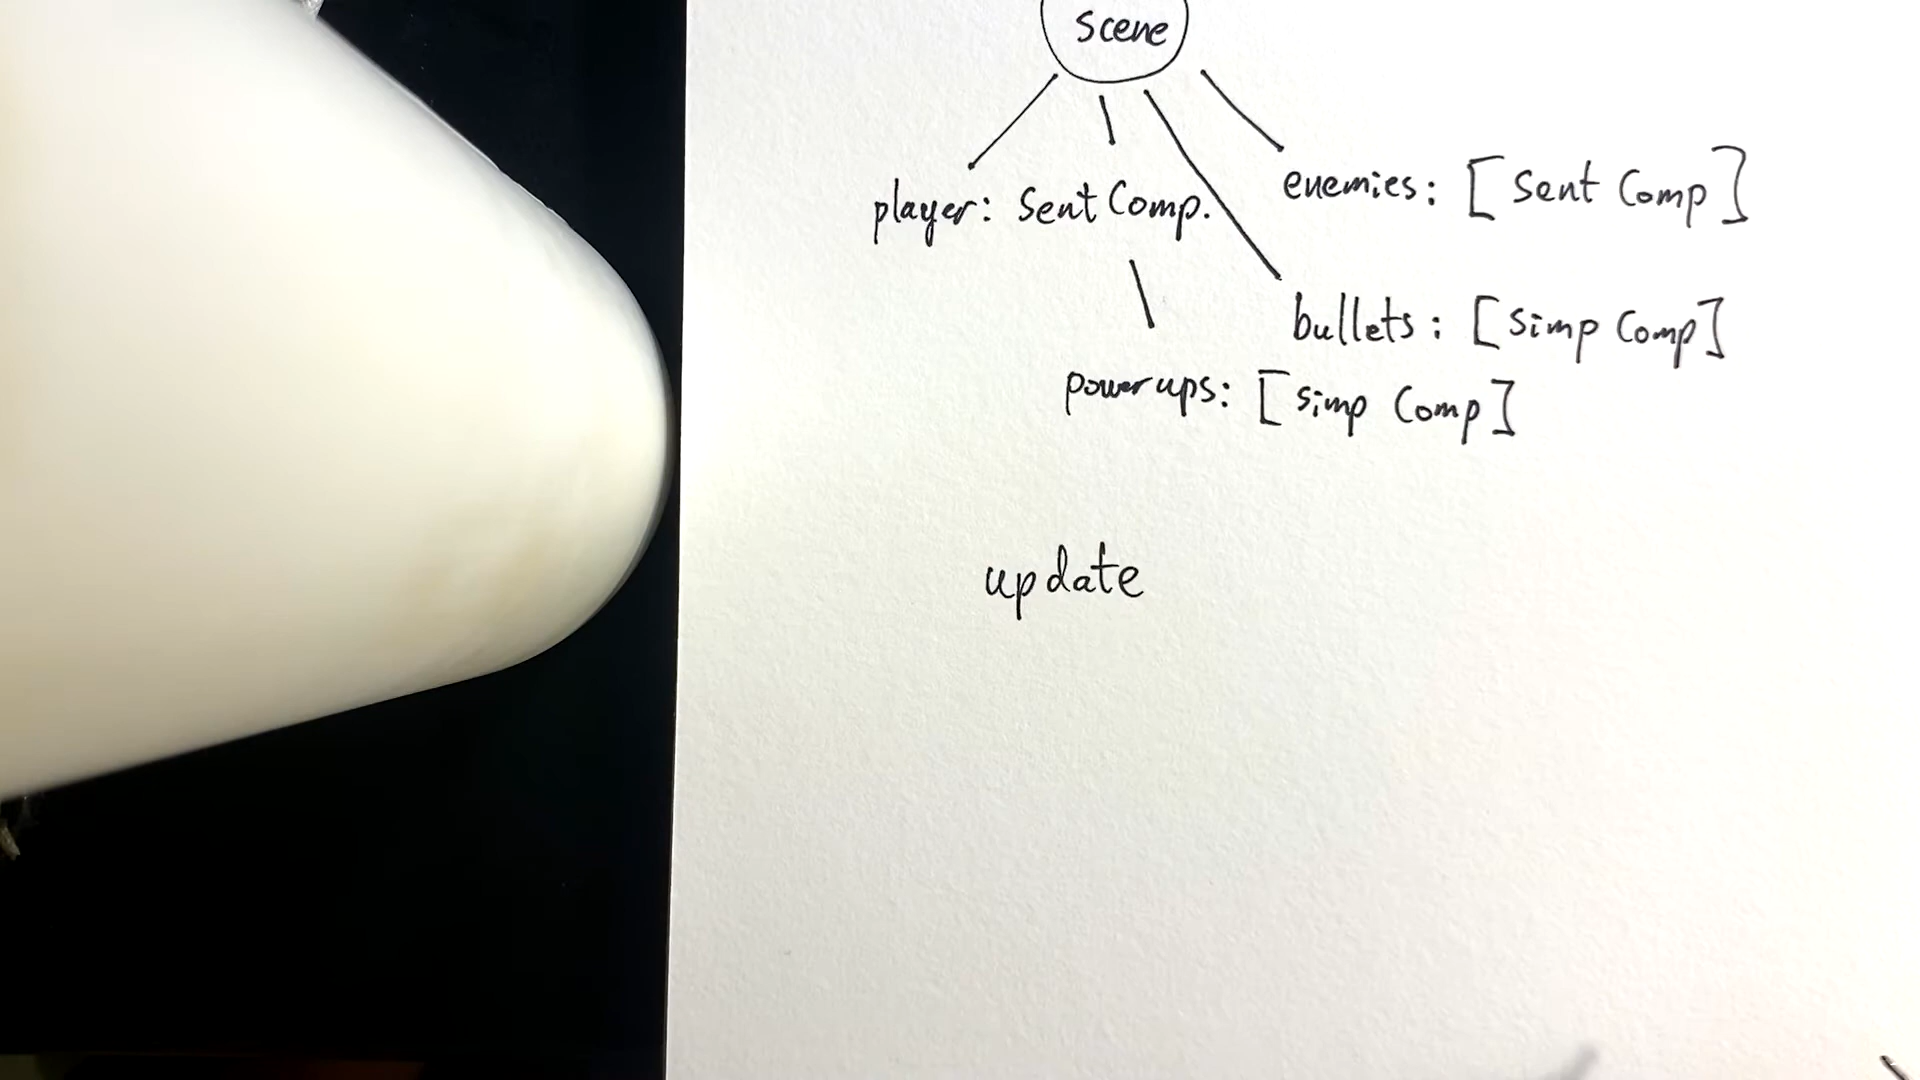 scene
player: Sent Comp.
enemies: [Sent Comp]
bullets: [Simp Comp]
powerups: [Simp Comp]
update